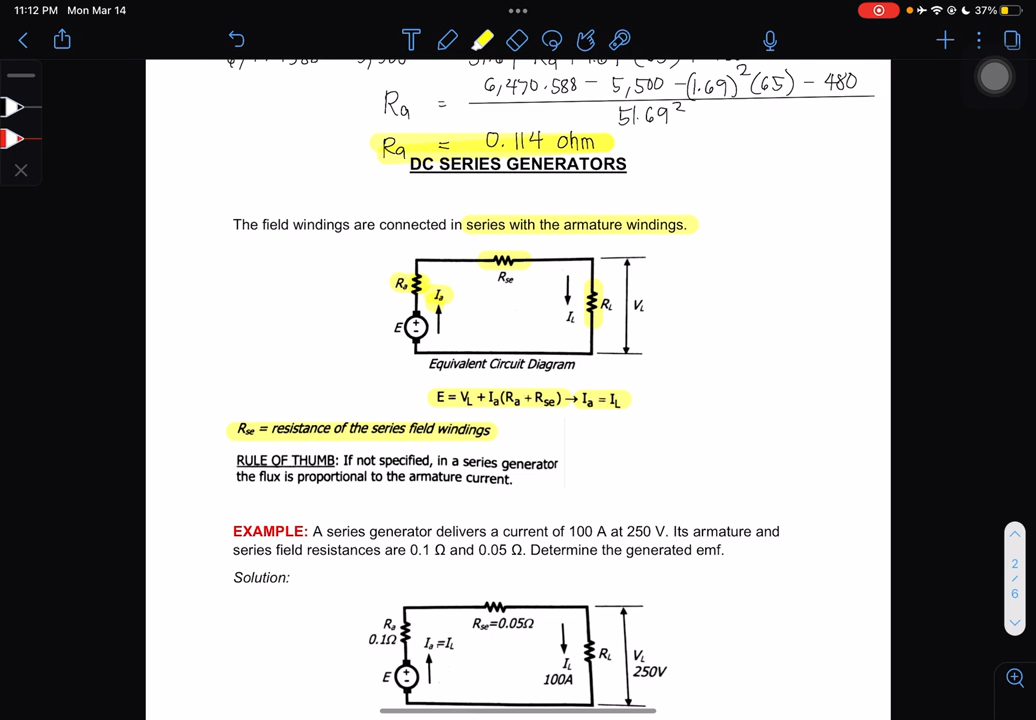 11:12 PM Mon Mar 14
37%
6,470.588 − 5,500 −(1.69)²(65) − 480
Ra =
51.69²
Ra = 0.114 ohm
DC SERIES GENERATORS
The field windings are connected in series with the armature windings.
Rse
Ra
Ia
RL
VL
IL
E
Equivalent Circuit Diagram
E = VL + Ia(Ra + Rse) → Ia = IL
Rse = resistance of the series field windings
RULE OF THUMB: If not specified, in a series generator
the flux is proportional to the armature current.
EXAMPLE: A series generator delivers a current of 100 A at 250 V. Its armature and
series field resistances are 0.1 Ω and 0.05 Ω. Determine the generated emf.
Solution:
Ra
0.1Ω
Rse=0.05Ω
Ia =IL
RL
VL
250V
IL
100A
E
2
/
6